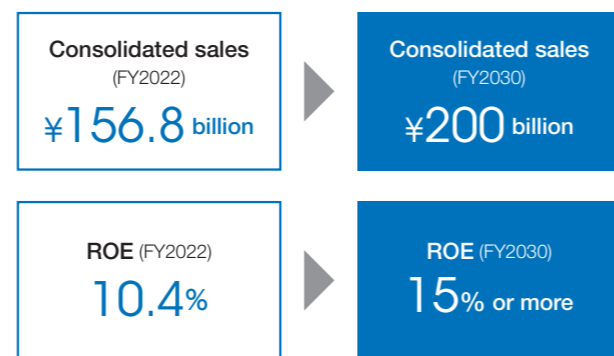 Consolidated sales
(FY2022)
¥156.8 billion
Consolidated sales
(FY2030)
¥200 billion
ROE (FY2022)
10.4%
ROE (FY2030)
15% or more